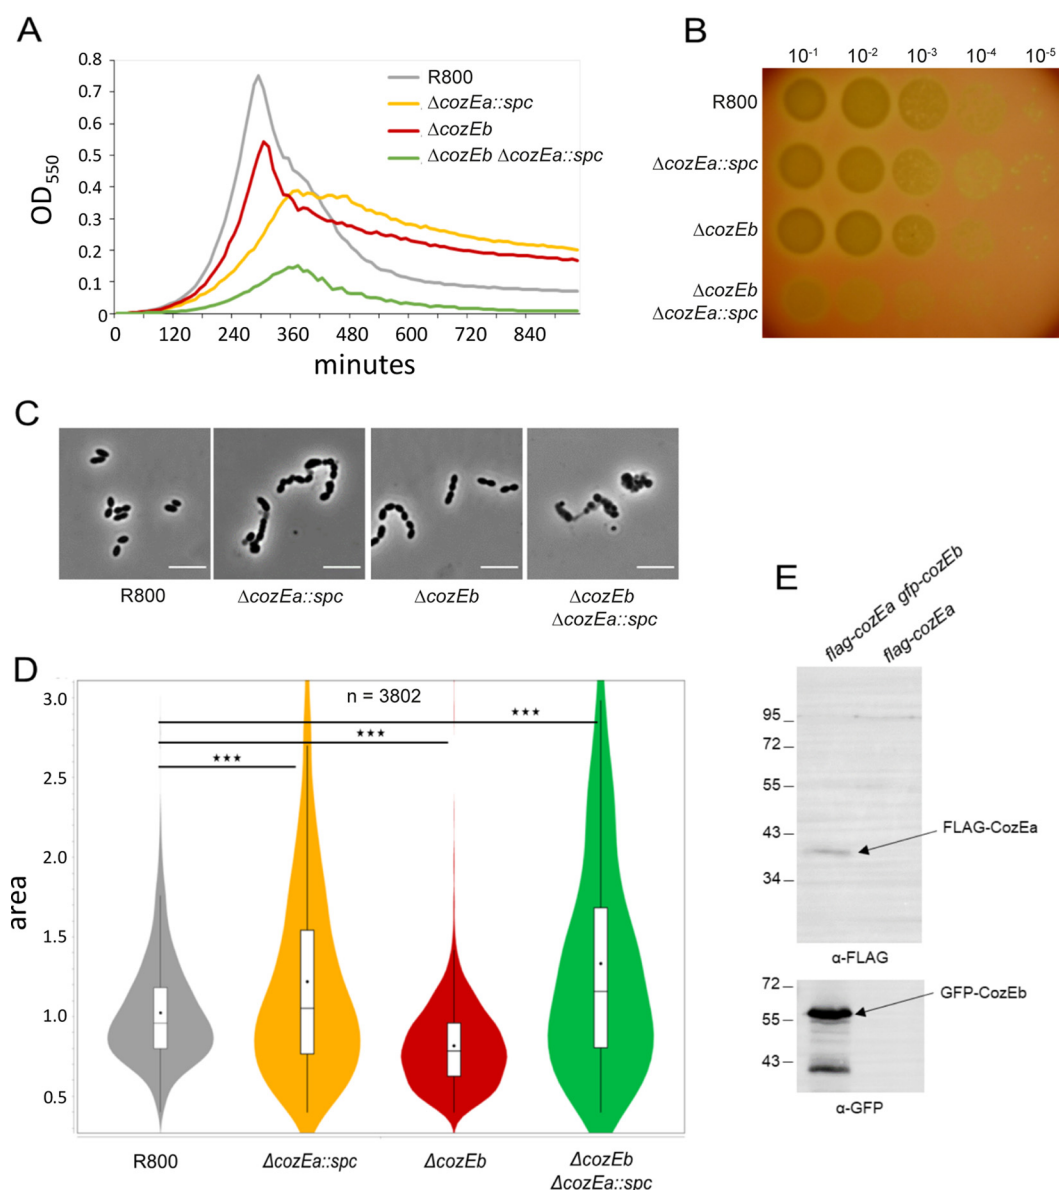 A
0.8
0.7
0.6
0.5
0.4
0.3
0.2
0.1
0
OD550
0 120 240 360 480 600 720 840
minutes
R800
ΔcozEa::spc
ΔcozEb
ΔcozEb ΔcozEa::spc
B
10-1 10-2 10-3 10-4 10-5
R800
ΔcozEa::spc
ΔcozEb
ΔcozEb
ΔcozEa::spc
C
R800 ΔcozEa::spc ΔcozEb ΔcozEb
ΔcozEa::spc
D
n = 3802
★★★
★★★
★★★
3.0
2.5
2.0
1.5
1.0
0.5
area
R800 ΔcozEa::spc ΔcozEb ΔcozEb
ΔcozEa::spc
E
flag-cozEa gfp-cozEb
flag-cozEa
95
72
55
43
34
FLAG-CozEa
α-FLAG
72
55
43
GFP-CozEb
α-GFP